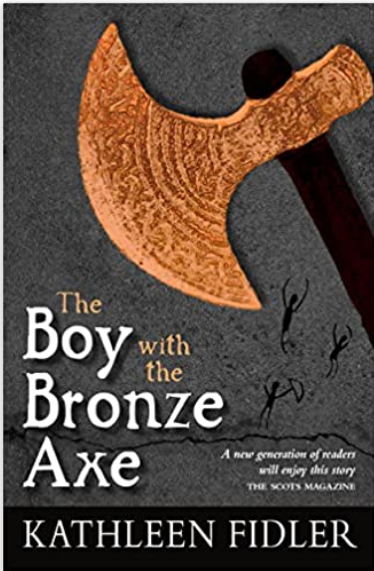 The
Boy with
the
Bronze
Axe
A new generation of readers
will enjoy this story
THE SCOTS MAGAZINE
KATHLEEN FIDLER